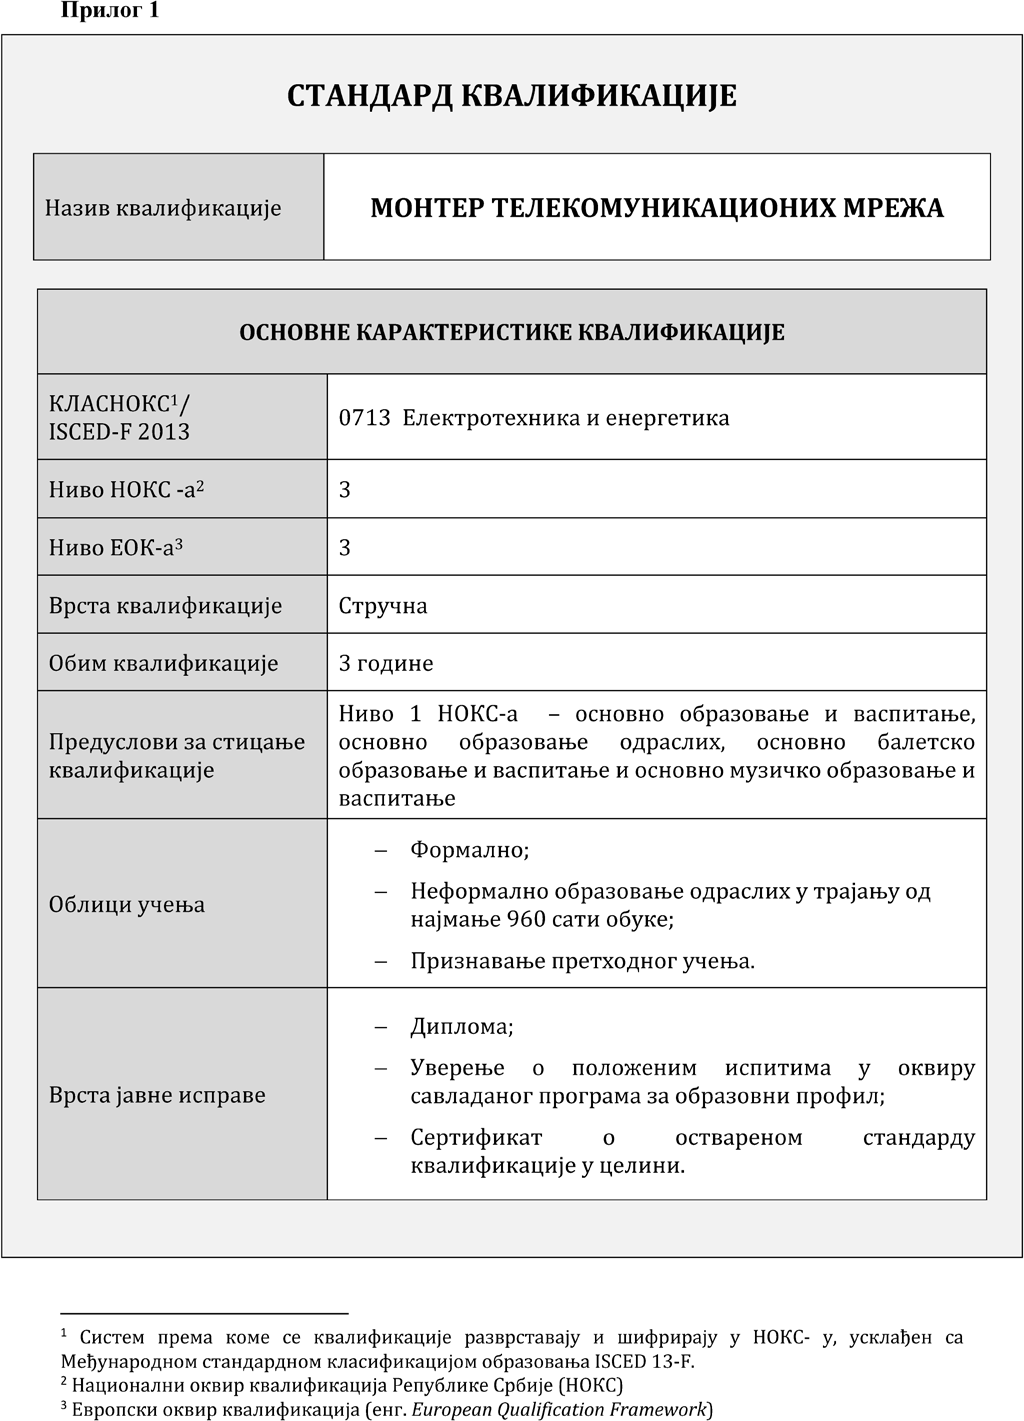 Прилог 1
СТАНДАРД КВАЛИФИКАЦИЈЕ
Назив квалификације
МОНТЕР ТЕЛЕКОМУНИКАЦИОНИХ МРЕЖА
ОСНОВНЕ КАРАКТЕРИСТИКЕ КВАЛИФИКАЦИЈЕ
КЛАСНОКС¹/
ISCED-F 2013
0713 Електротехника и енергетика
Ниво НОКС -а²
3
Ниво ЕОК-а³
3
Врста квалификације
Стручна
Обим квалификације
3 године
Предуслови за стицање
квалификације
Ниво 1 НОКС-а – основно образовање и васпитање,
основно образовање одраслих, основно балетско
образовање и васпитање и основно музичко образовање и
васпитање
Облици учења
– Формално;
– Неформално образовање одраслих у трајању од
најмање 960 сати обуке;
– Признавање претходног учења.
Врста јавне исправе
– Диплома;
– Уверење о положеним испитима у оквиру
савладаног програма за образовни профил;
– Сертификат о оствареном стандарду
квалификације у целини.
¹ Систем према коме се квалификације разврставају и шифрирају у НОКС- у, усклађен са
Међународном стандардном класификацијом образовања ISCED 13-F.
² Национални оквир квалификација Републике Србије (НОКС)
³ Европски оквир квалификација (енг. European Qualification Framework)